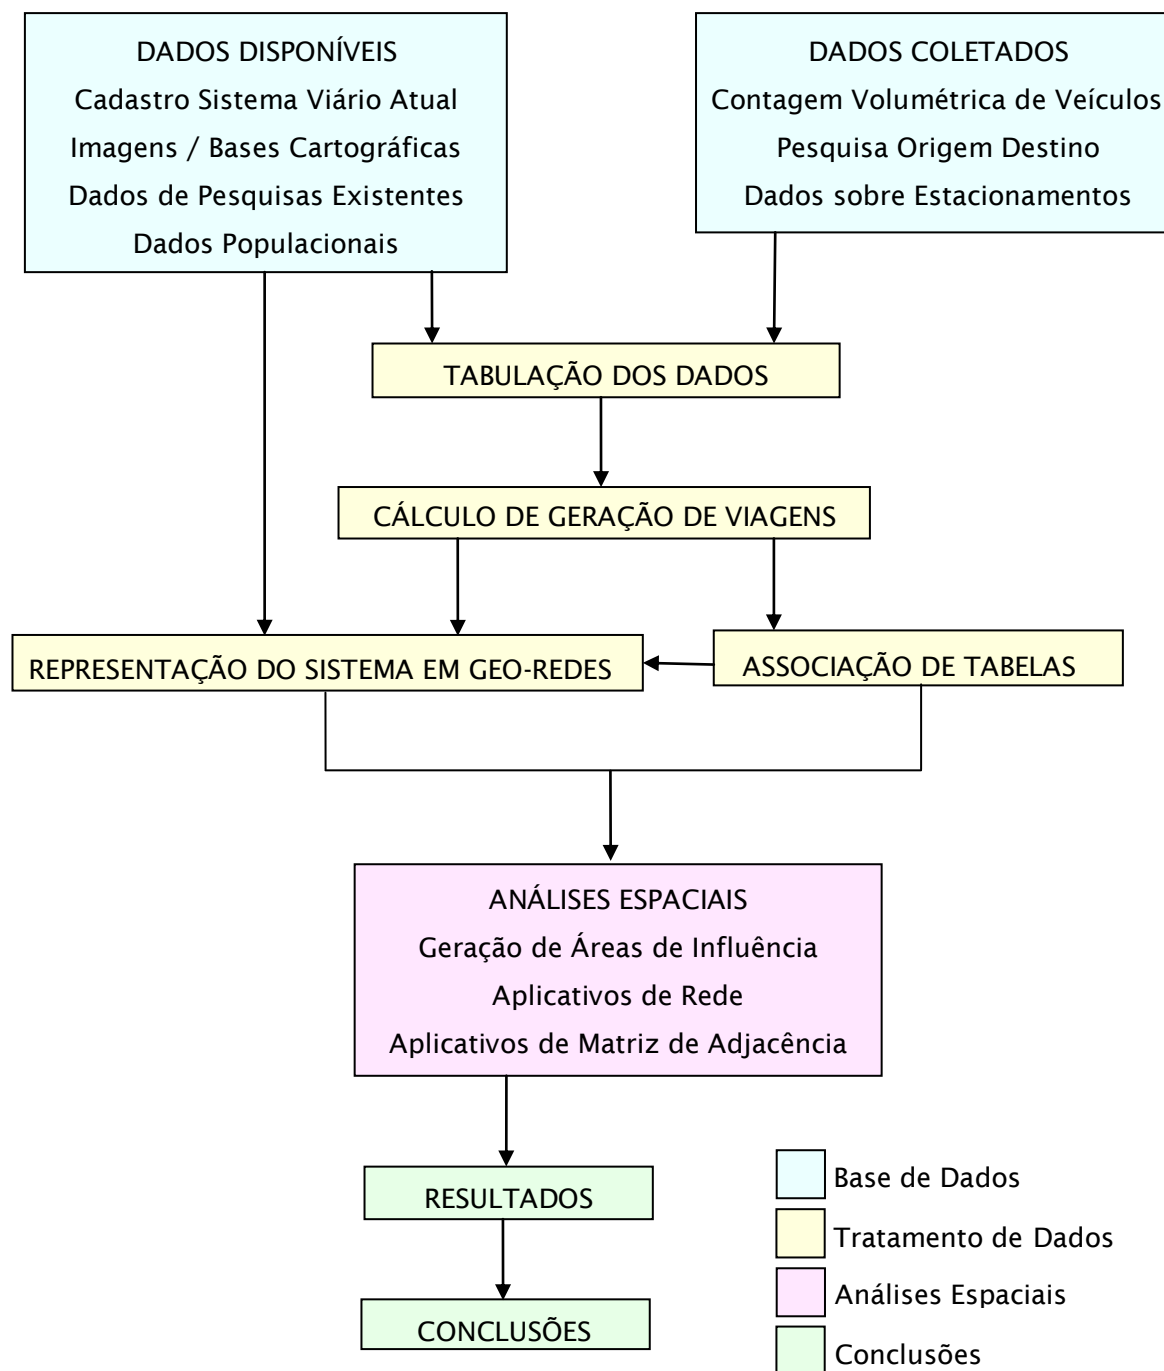 DADOS DISPONÍVEIS
Cadastro Sistema Viário Atual
Imagens / Bases Cartográficas
Dados de Pesquisas Existentes
Dados Populacionais
DADOS COLETADOS
Contagem Volumétrica de Veículos
Pesquisa Origem Destino
Dados sobre Estacionamentos
TABULAÇÃO DOS DADOS
CÁLCULO DE GERAÇÃO DE VIAGENS
REPRESENTAÇÃO DO SISTEMA EM GEO-REDES
ASSOCIAÇÃO DE TABELAS
ANÁLISES ESPACIAIS
Geração de Áreas de Influência
Aplicativos de Rede
Aplicativos de Matriz de Adjacência
RESULTADOS
CONCLUSÕES
Base de Dados
Tratamento de Dados
Análises Espaciais
Conclusões